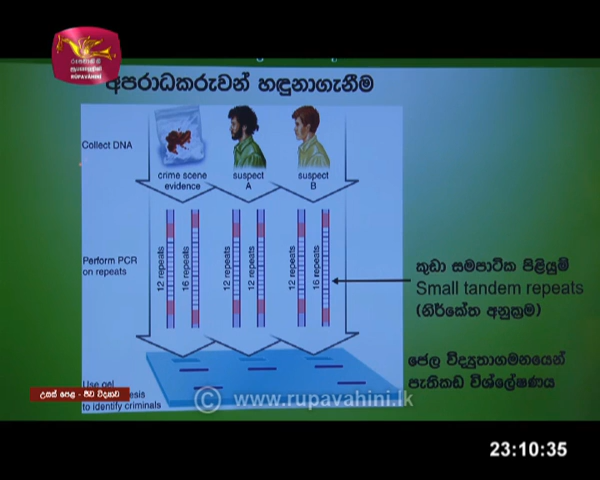 රූපවාහිනී
RUPAVAHINI
අපරාධකරුවන් හඳුනාගැනීම
Collect DNA
crime scene
evidence
suspect
A
suspect
B
Perform PCR
on repeats
12 repeats
16 repeats
12 repeats
12 repeats
12 repeats
16 repeats
කුඩා සමපාටික පිළියුම්
Small tandem repeats
(නිර්කේත අනුක්‍රම)
ජෙල විද්‍යුතාගමනයෙන්
පැතිකඩ විශ්ලේෂණය
Use gel
to identify criminals
උසස් පෙළ - ජීව විද්‍යාව
© www.rupavahini.lk
23:10:35